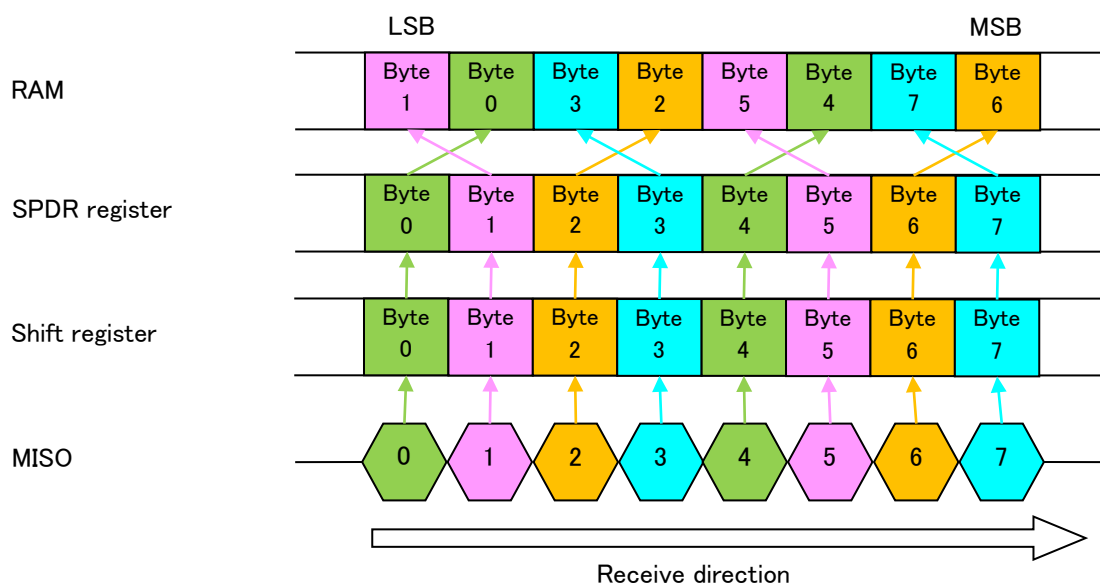 LSB MSB
RAM
Byte Byte Byte Byte Byte Byte Byte Byte
1 0 3 2 5 4 7 6
SPDR register
Byte Byte Byte Byte Byte Byte Byte Byte
0 1 2 3 4 5 6 7
Shift register
Byte Byte Byte Byte Byte Byte Byte Byte
0 1 2 3 4 5 6 7
MISO
0 1 2 3 4 5 6 7
Receive direction